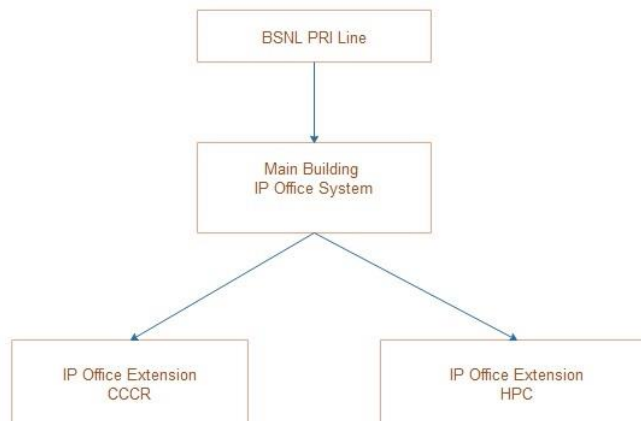 BSNL PRI Line
Main Building
IP Office System
IP Office Extension
CCCR
IP Office Extension
HPC